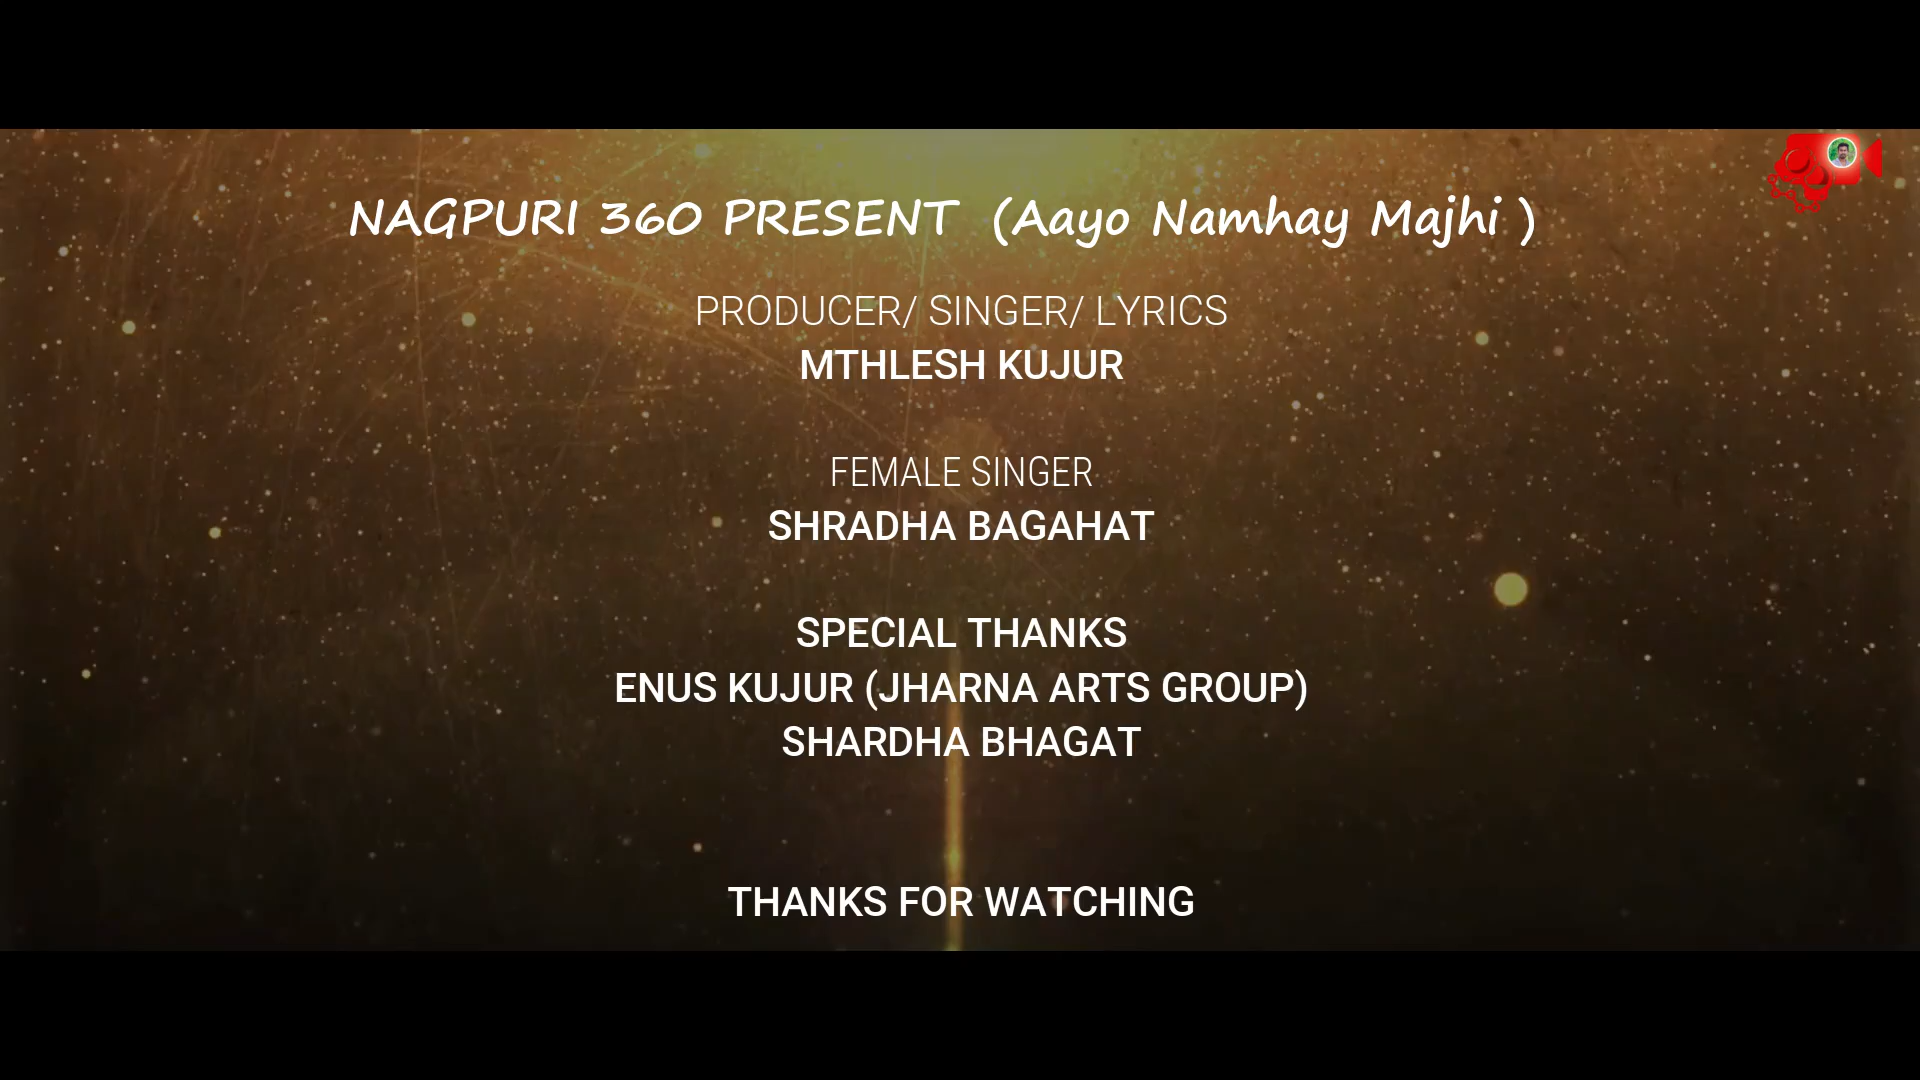 NAGPURI 360 PRESENT (Aayo Namhay Majhi )
PRODUCER/ SINGER/ LYRICS
MTHLESH KUJUR
FEMALE SINGER
SHRADHA BAGAHAT
SPECIAL THANKS
ENUS KUJUR (JHARNA ARTS GROUP)
SHARDHA BHAGAT
THANKS FOR WATCHING